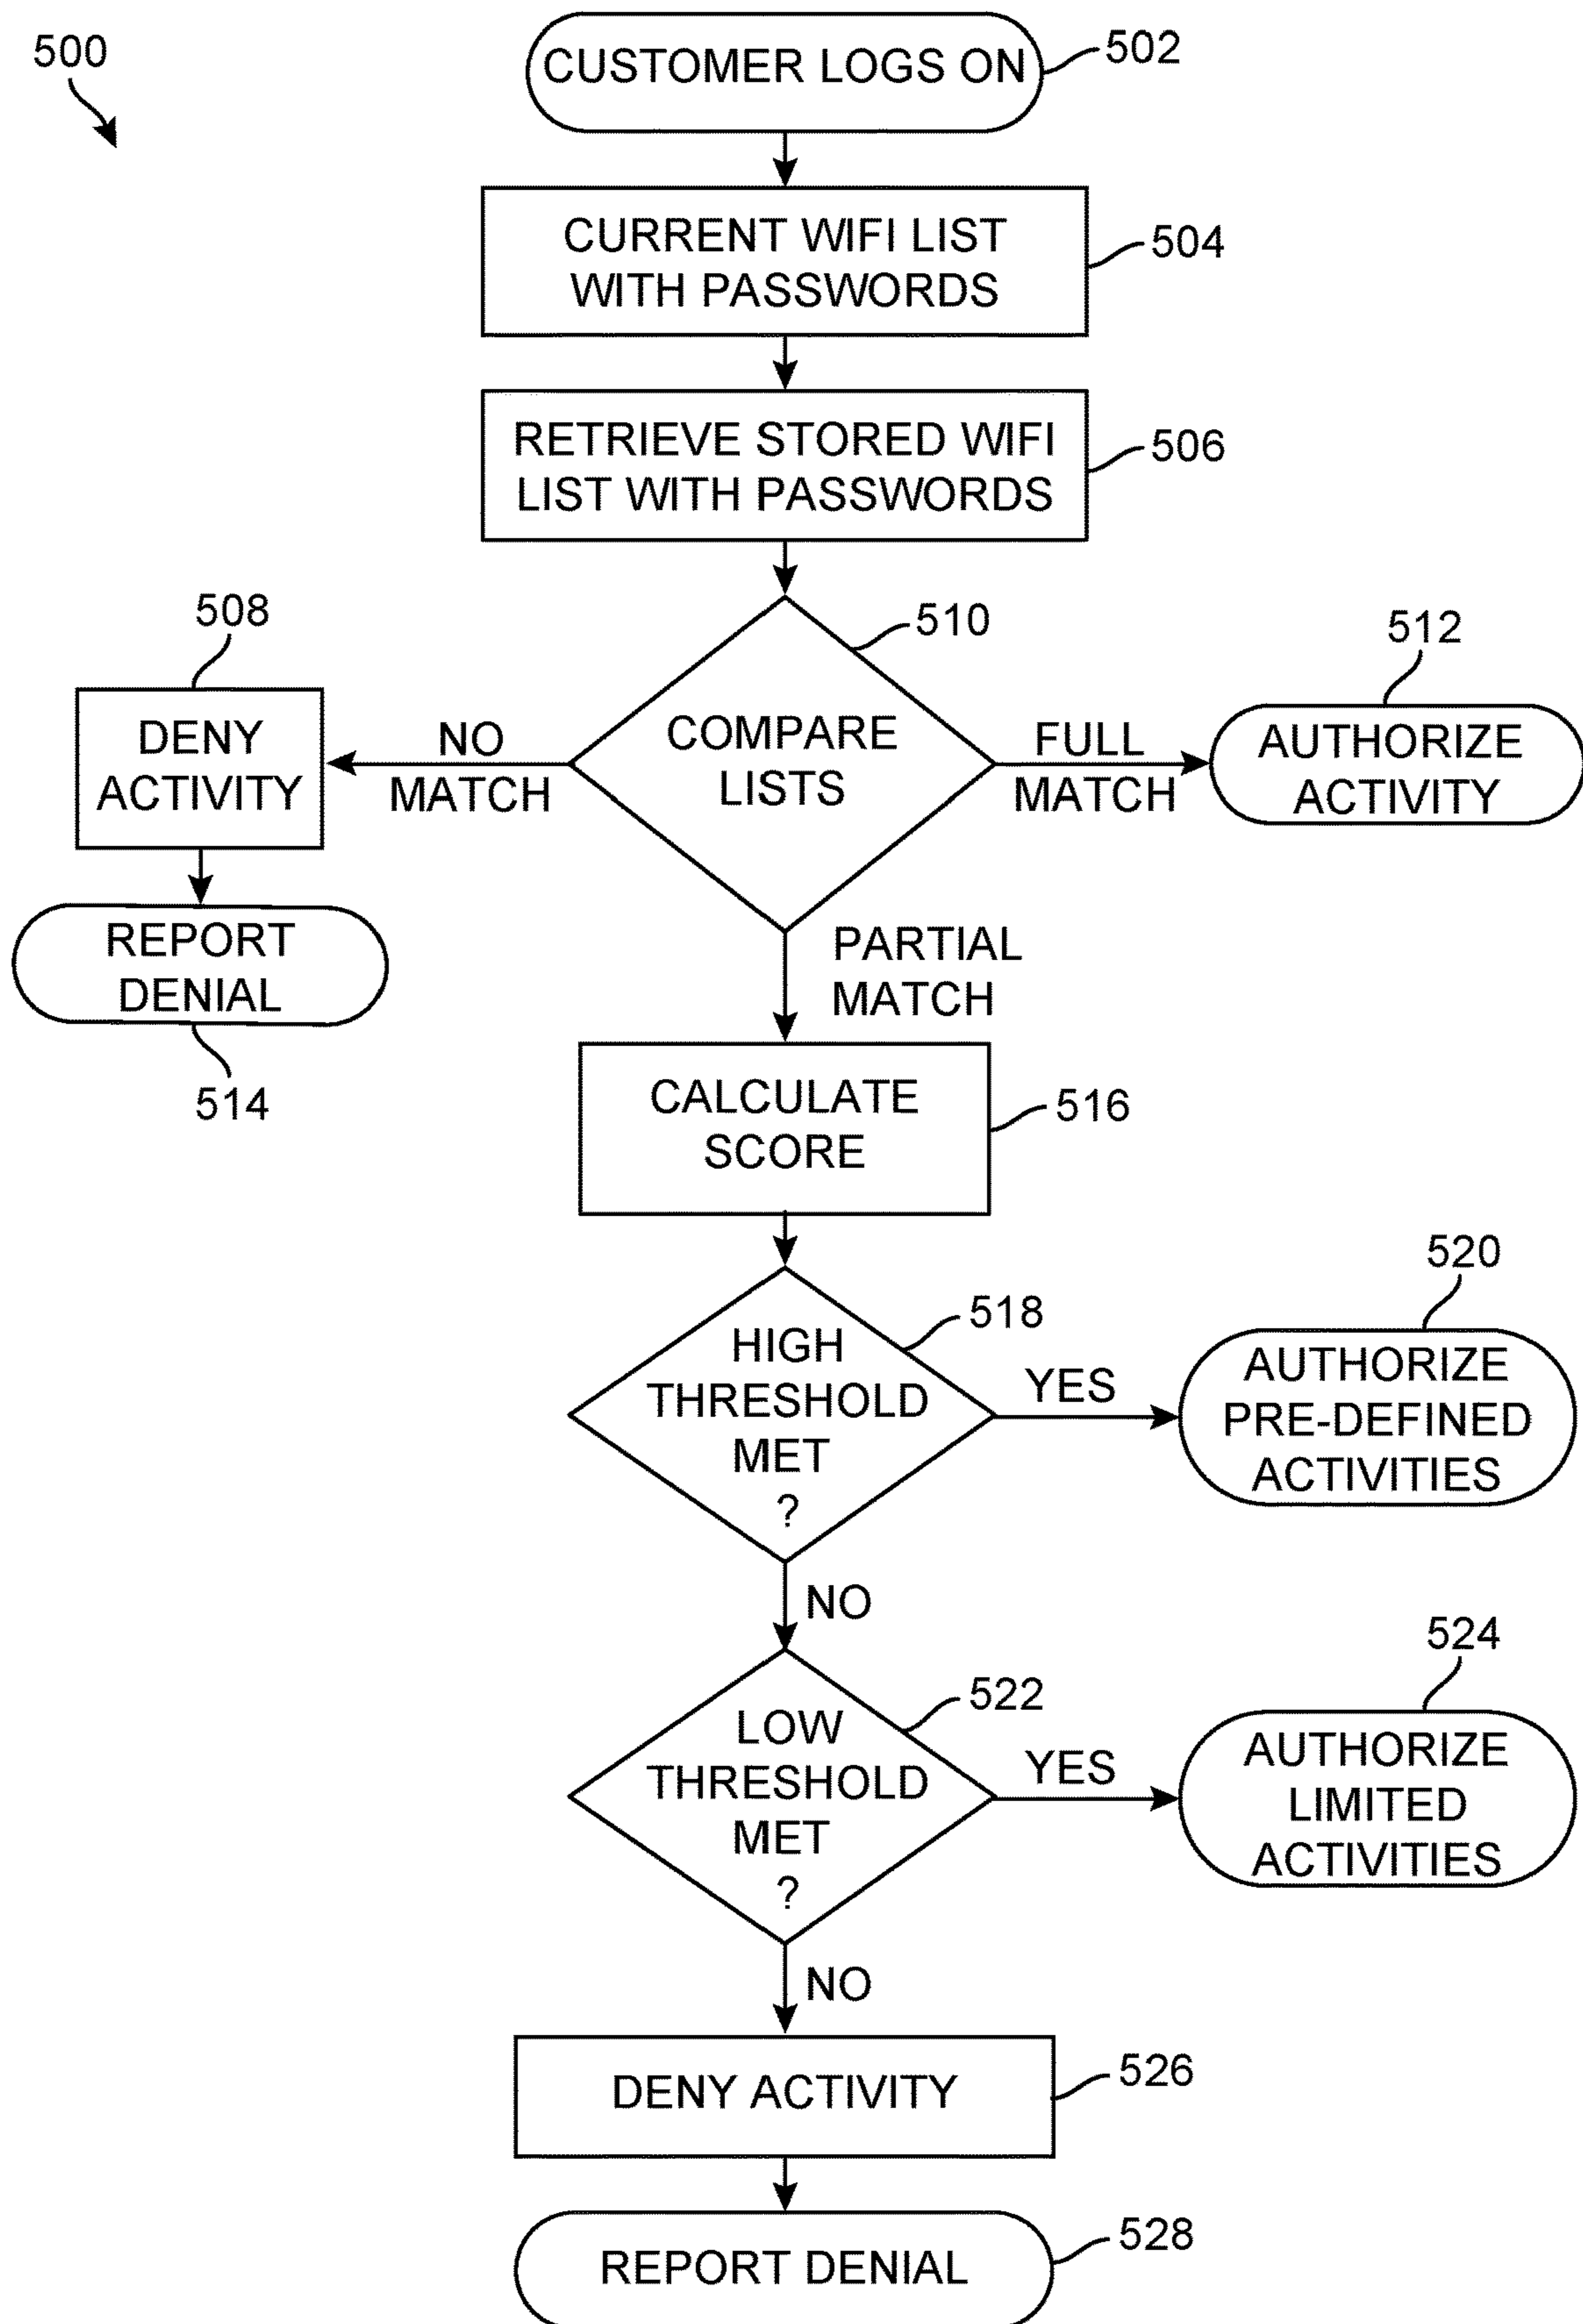 500
CUSTOMER LOGS ON
502
CURRENT WIFI LIST
WITH PASSWORDS
504
RETRIEVE STORED WIFI
LIST WITH PASSWORDS
506
508
DENY
ACTIVITY
NO
MATCH
510
COMPARE
LISTS
FULL
MATCH
512
AUTHORIZE
ACTIVITY
REPORT
DENIAL
514
PARTIAL
MATCH
CALCULATE
SCORE
516
HIGH
THRESHOLD
MET
?
518
YES
520
AUTHORIZE
PRE-DEFINED
ACTIVITIES
NO
LOW
THRESHOLD
MET
?
522
YES
524
AUTHORIZE
LIMITED
ACTIVITIES
NO
DENY ACTIVITY
526
REPORT DENIAL
528